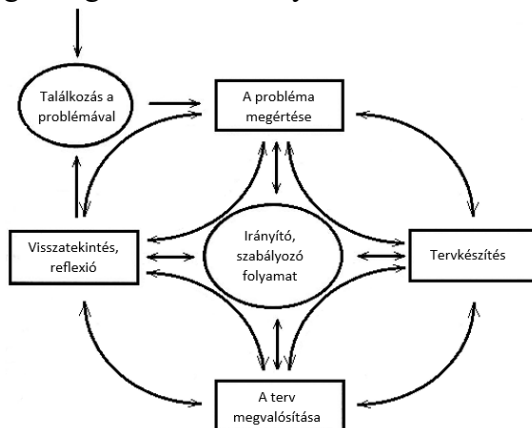 Találkozás a
problémával
A probléma
megértése
Visszatekintés,
reflexió
Irányító,
szabályozó
folyamat
Tervkészítés
A terv
megvalósítása